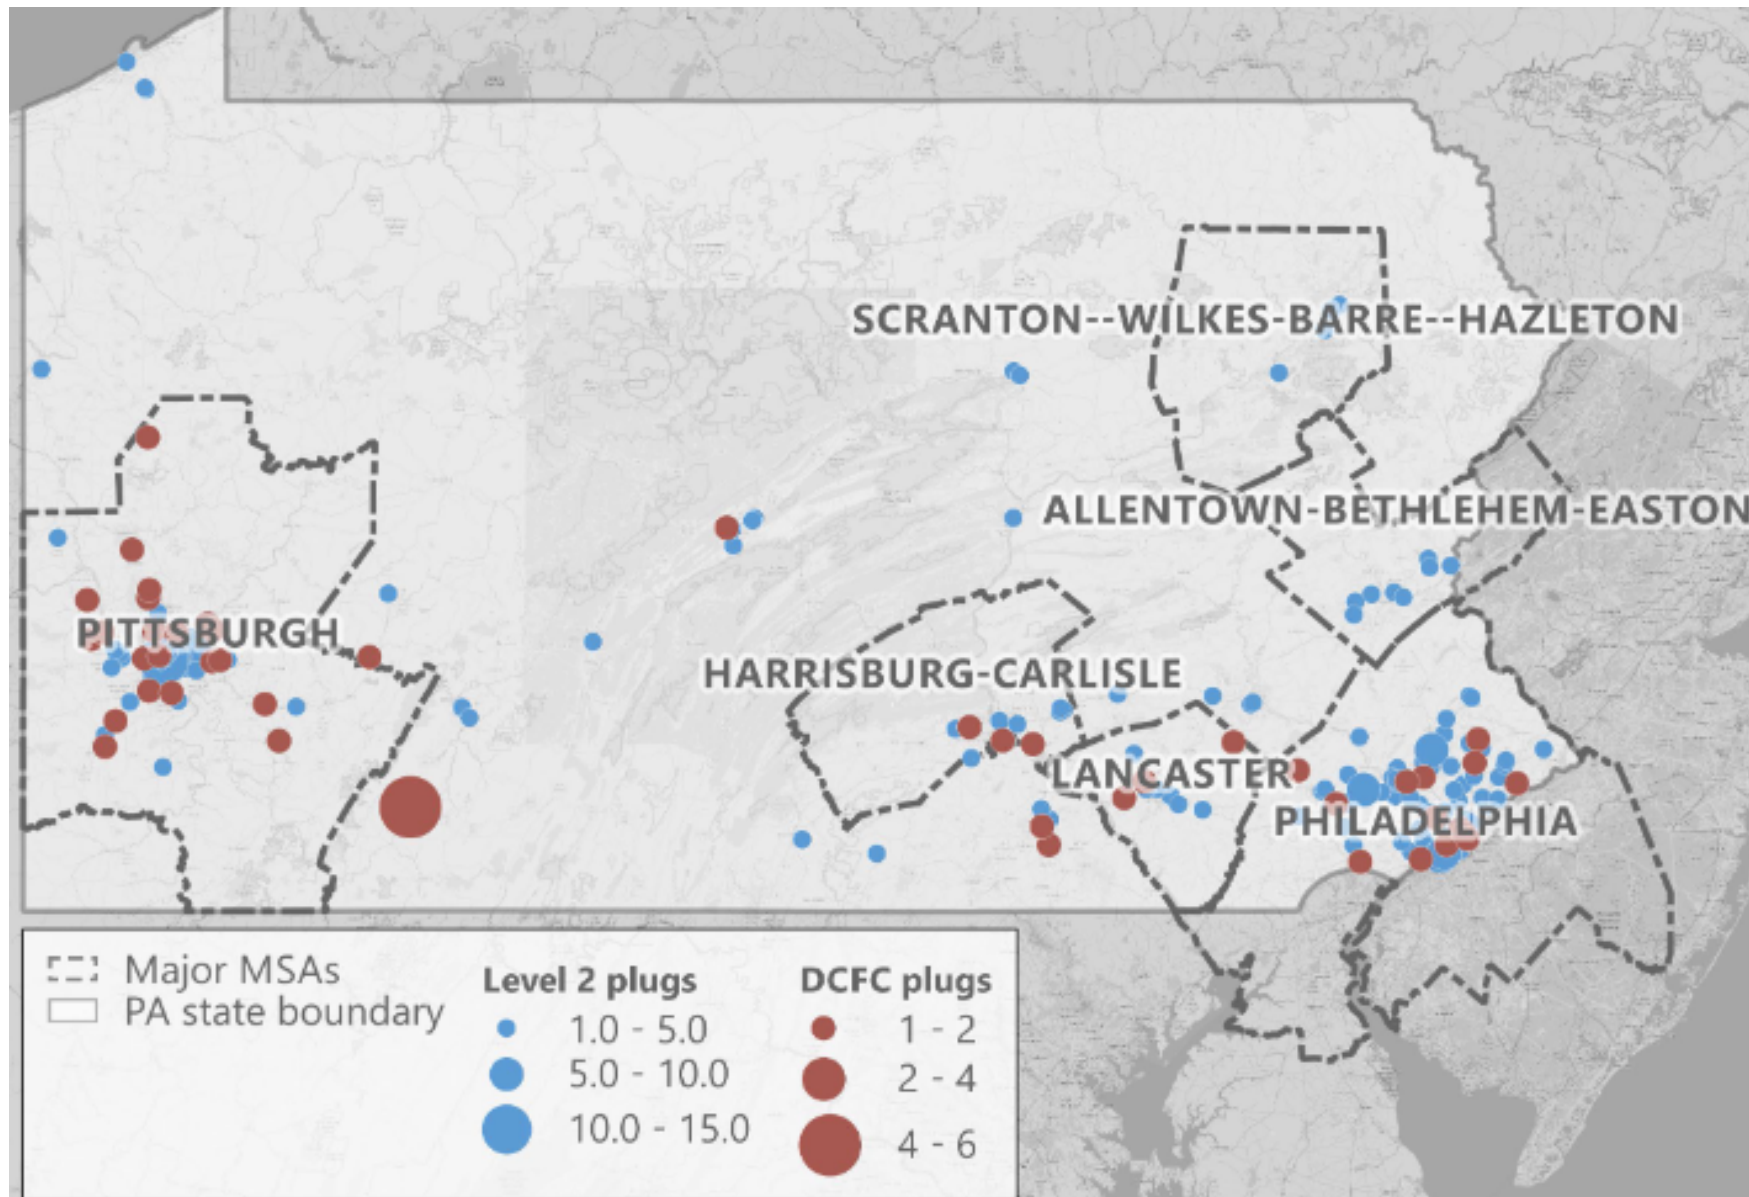 SCRANTON--WILKES-BARRE--HAZLETON
ALLENTOWN-BETHLEHEM-EASTON
PITTSBURGH
HARRISBURG-CARLISLE
LANCASTER
PHILADELPHIA
Major MSAs
PA state boundary
Level 2 plugs
1.0 - 5.0
5.0 - 10.0
10.0 - 15.0
DCFC plugs
1 - 2
2 - 4
4 - 6